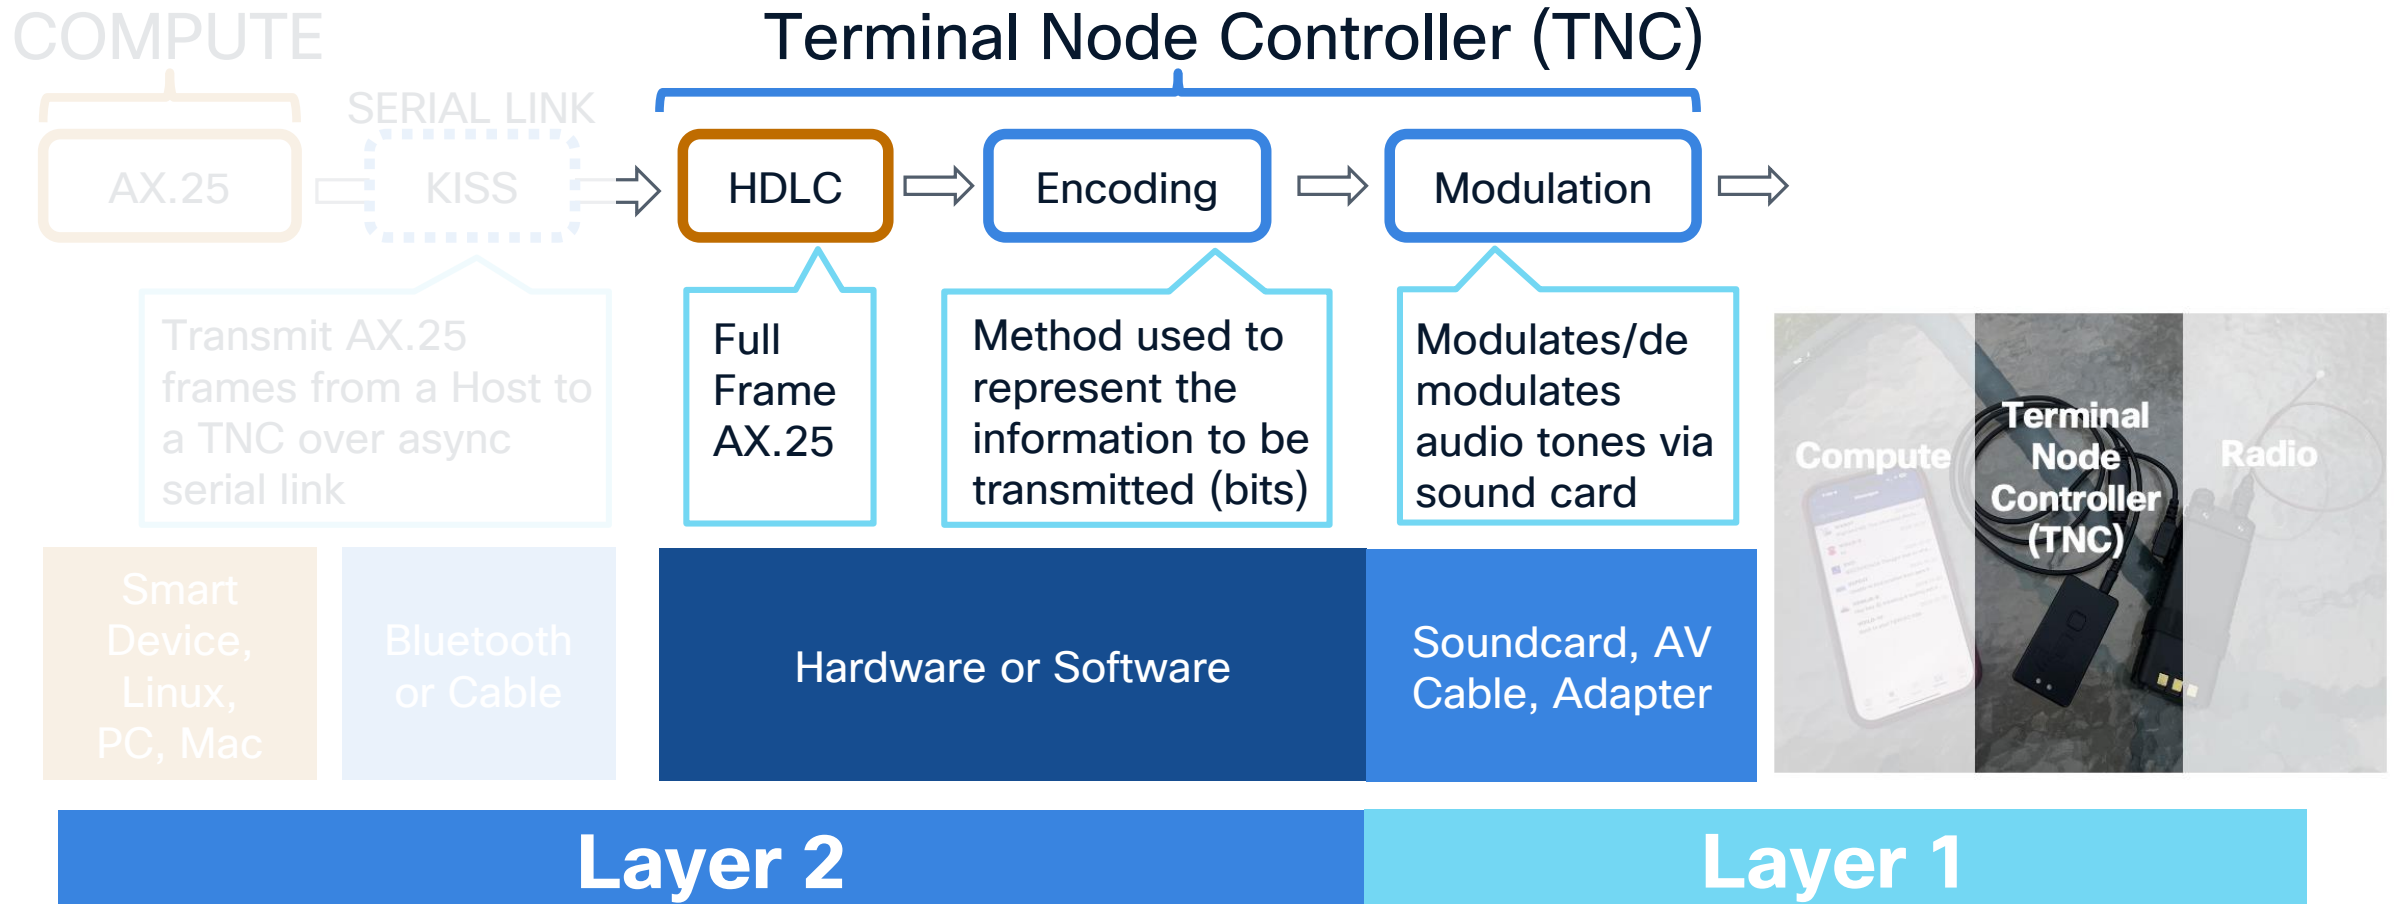 COMPUTE
Terminal Node Controller (TNC)
SERIAL LINK
AX.25
KISS
HDLC
Encoding
Modulation
Transmit AX.25
frames from a Host to
a TNC over async
serial link
Full
Frame
AX.25
Method used to
represent the
information to be
transmitted (bits)
Modulates/de
modulates
audio tones via
sound card
Compute
Terminal
Node
Controller
(TNC)
Radio
Smart
Device,
Linux,
PC, Mac
Bluetooth
or Cable
Hardware or Software
Soundcard, AV
Cable, Adapter
Layer 2
Layer 1